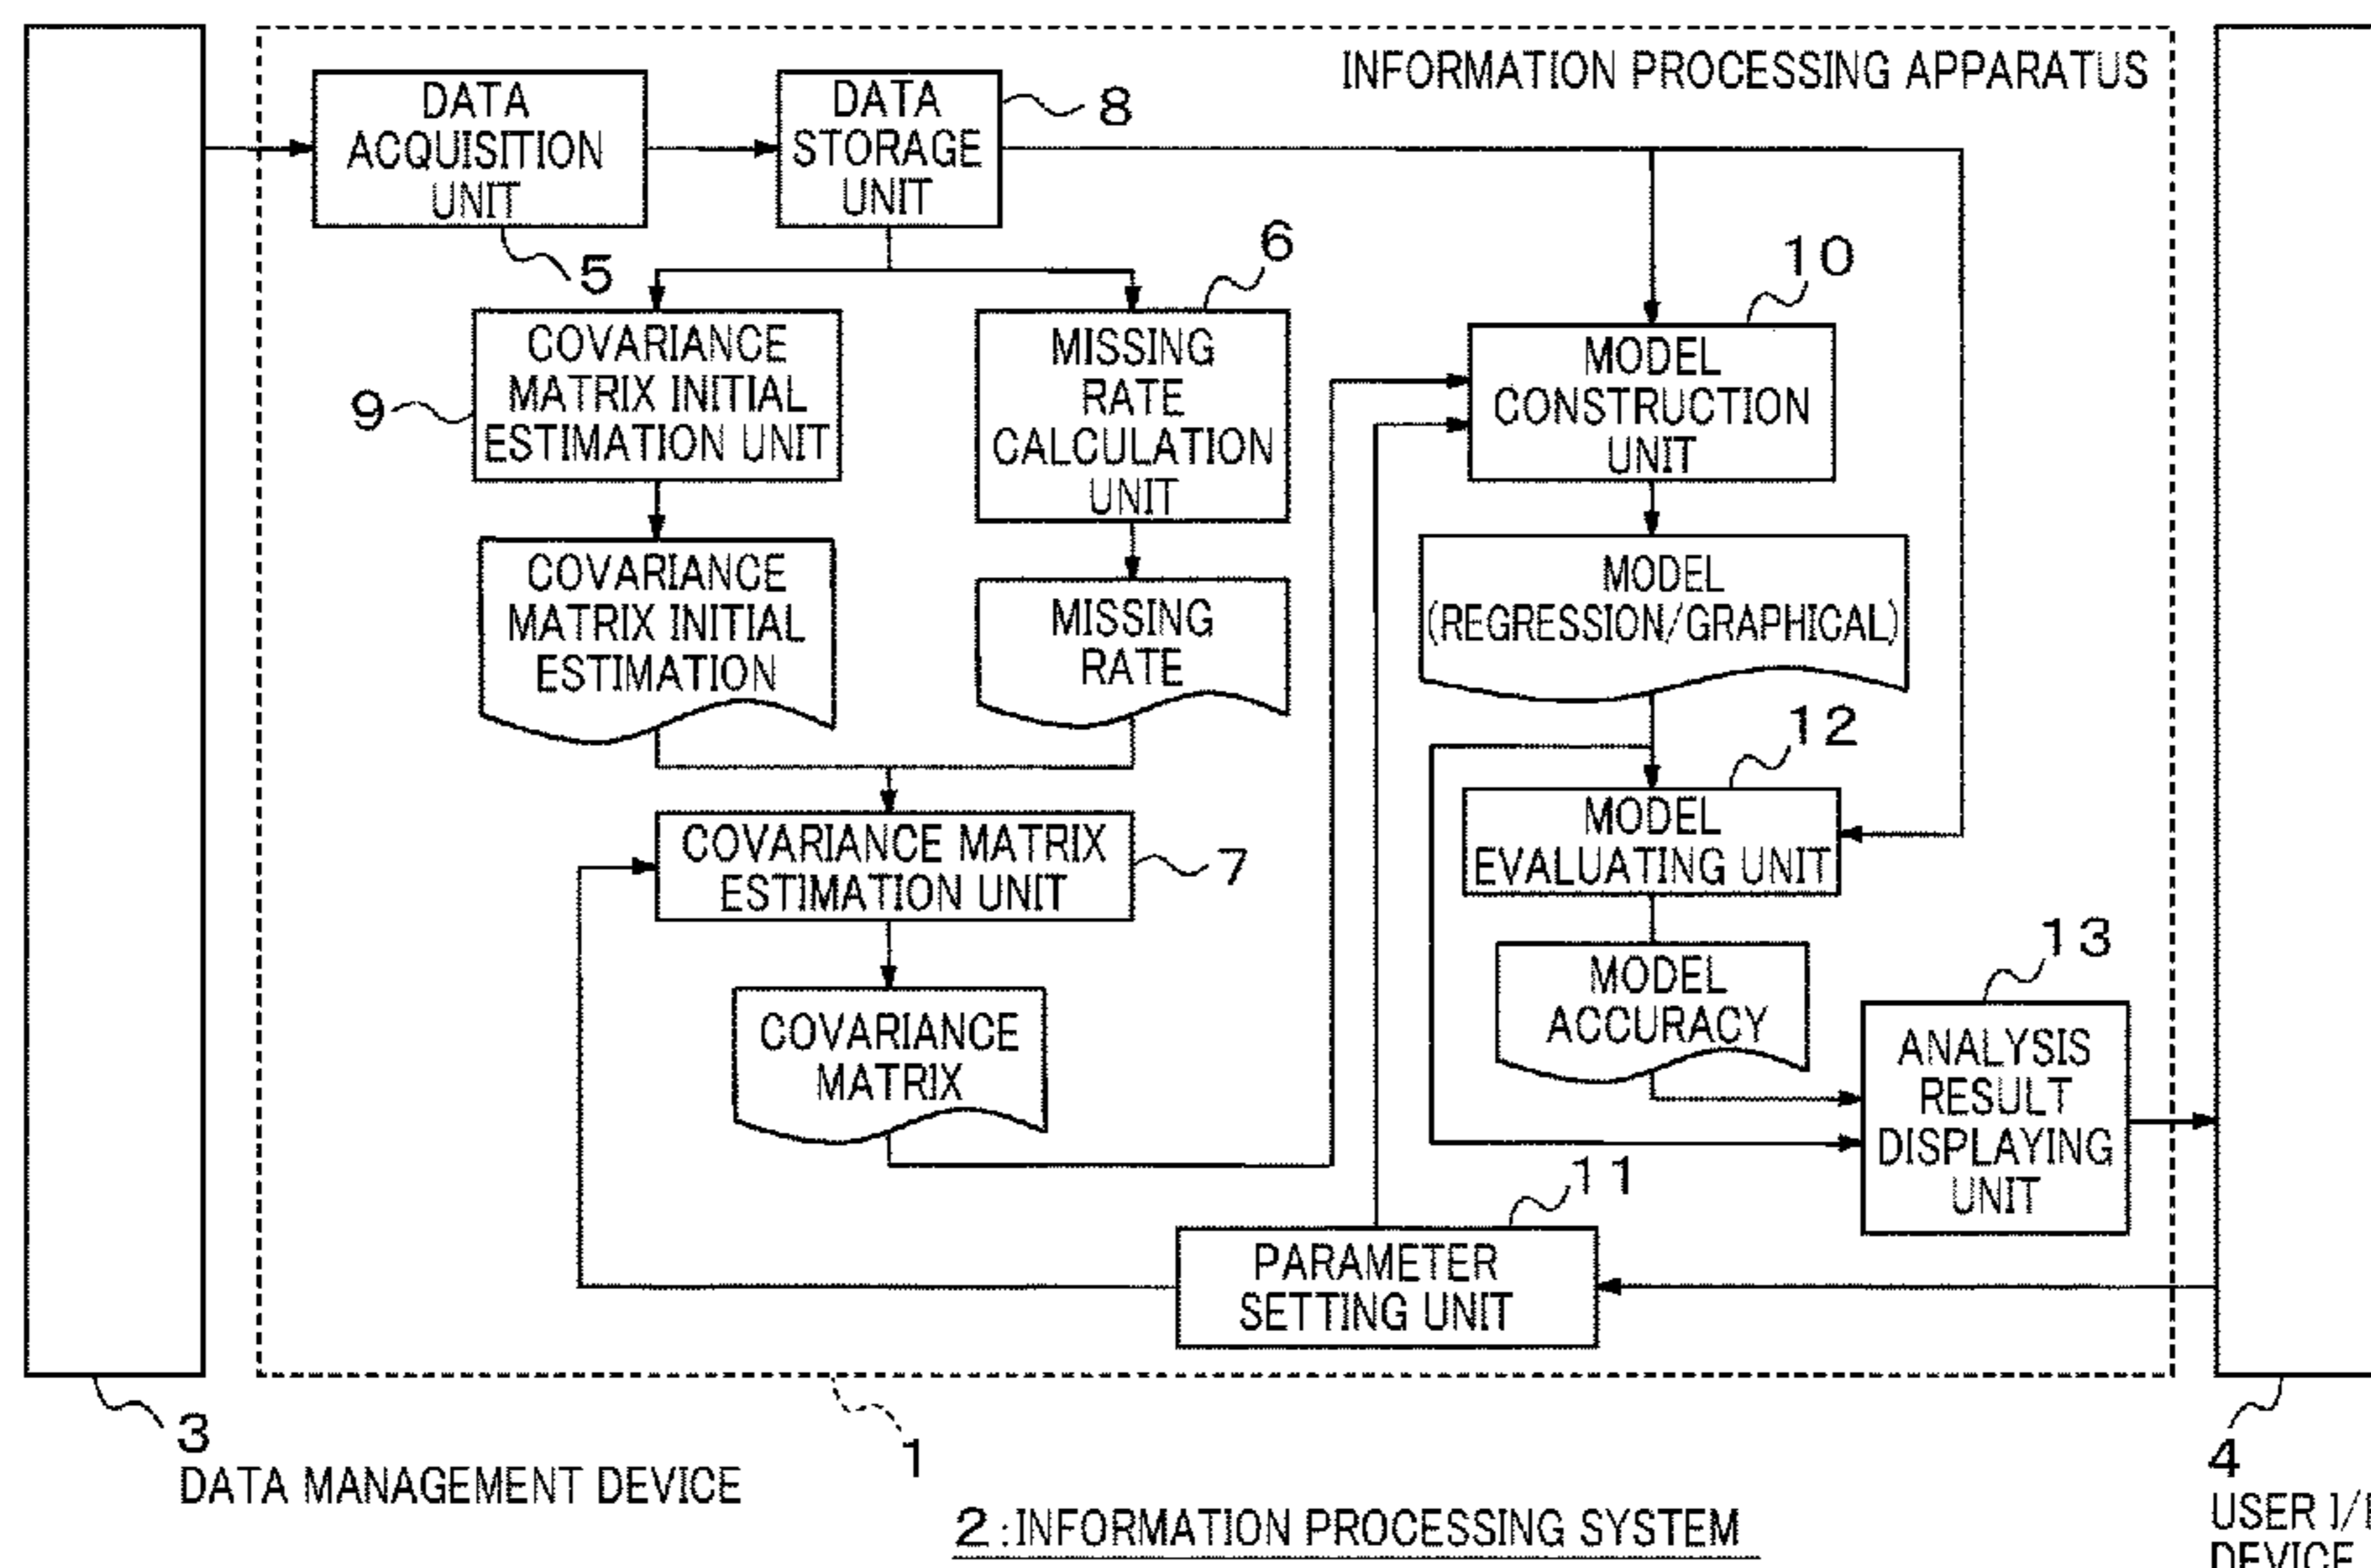 INFORMATION PROCESSING APPARATUS
DATA
ACQUISITION
UNIT
5
DATA
STORAGE
UNIT
8
COVARIANCE
MATRIX INITIAL
ESTIMATION UNIT
9
MISSING
RATE
CALCULATION
UNIT
6
MODEL
CONSTRUCTION
UNIT
10
COVARIANCE
MATRIX INITIAL
ESTIMATION
MISSING
RATE
MODEL
(REGRESSION/GRAPHICAL)
COVARIANCE MATRIX
ESTIMATION UNIT
7
MODEL
EVALUATING UNIT
12
COVARIANCE
MATRIX
MODEL
ACCURACY
ANALYSIS
RESULT
DISPLAYING
UNIT
13
PARAMETER
SETTING UNIT
11
3
DATA MANAGEMENT DEVICE
1
4
USER
DEVICE
2:INFORMATION PROCESSING SYSTEM